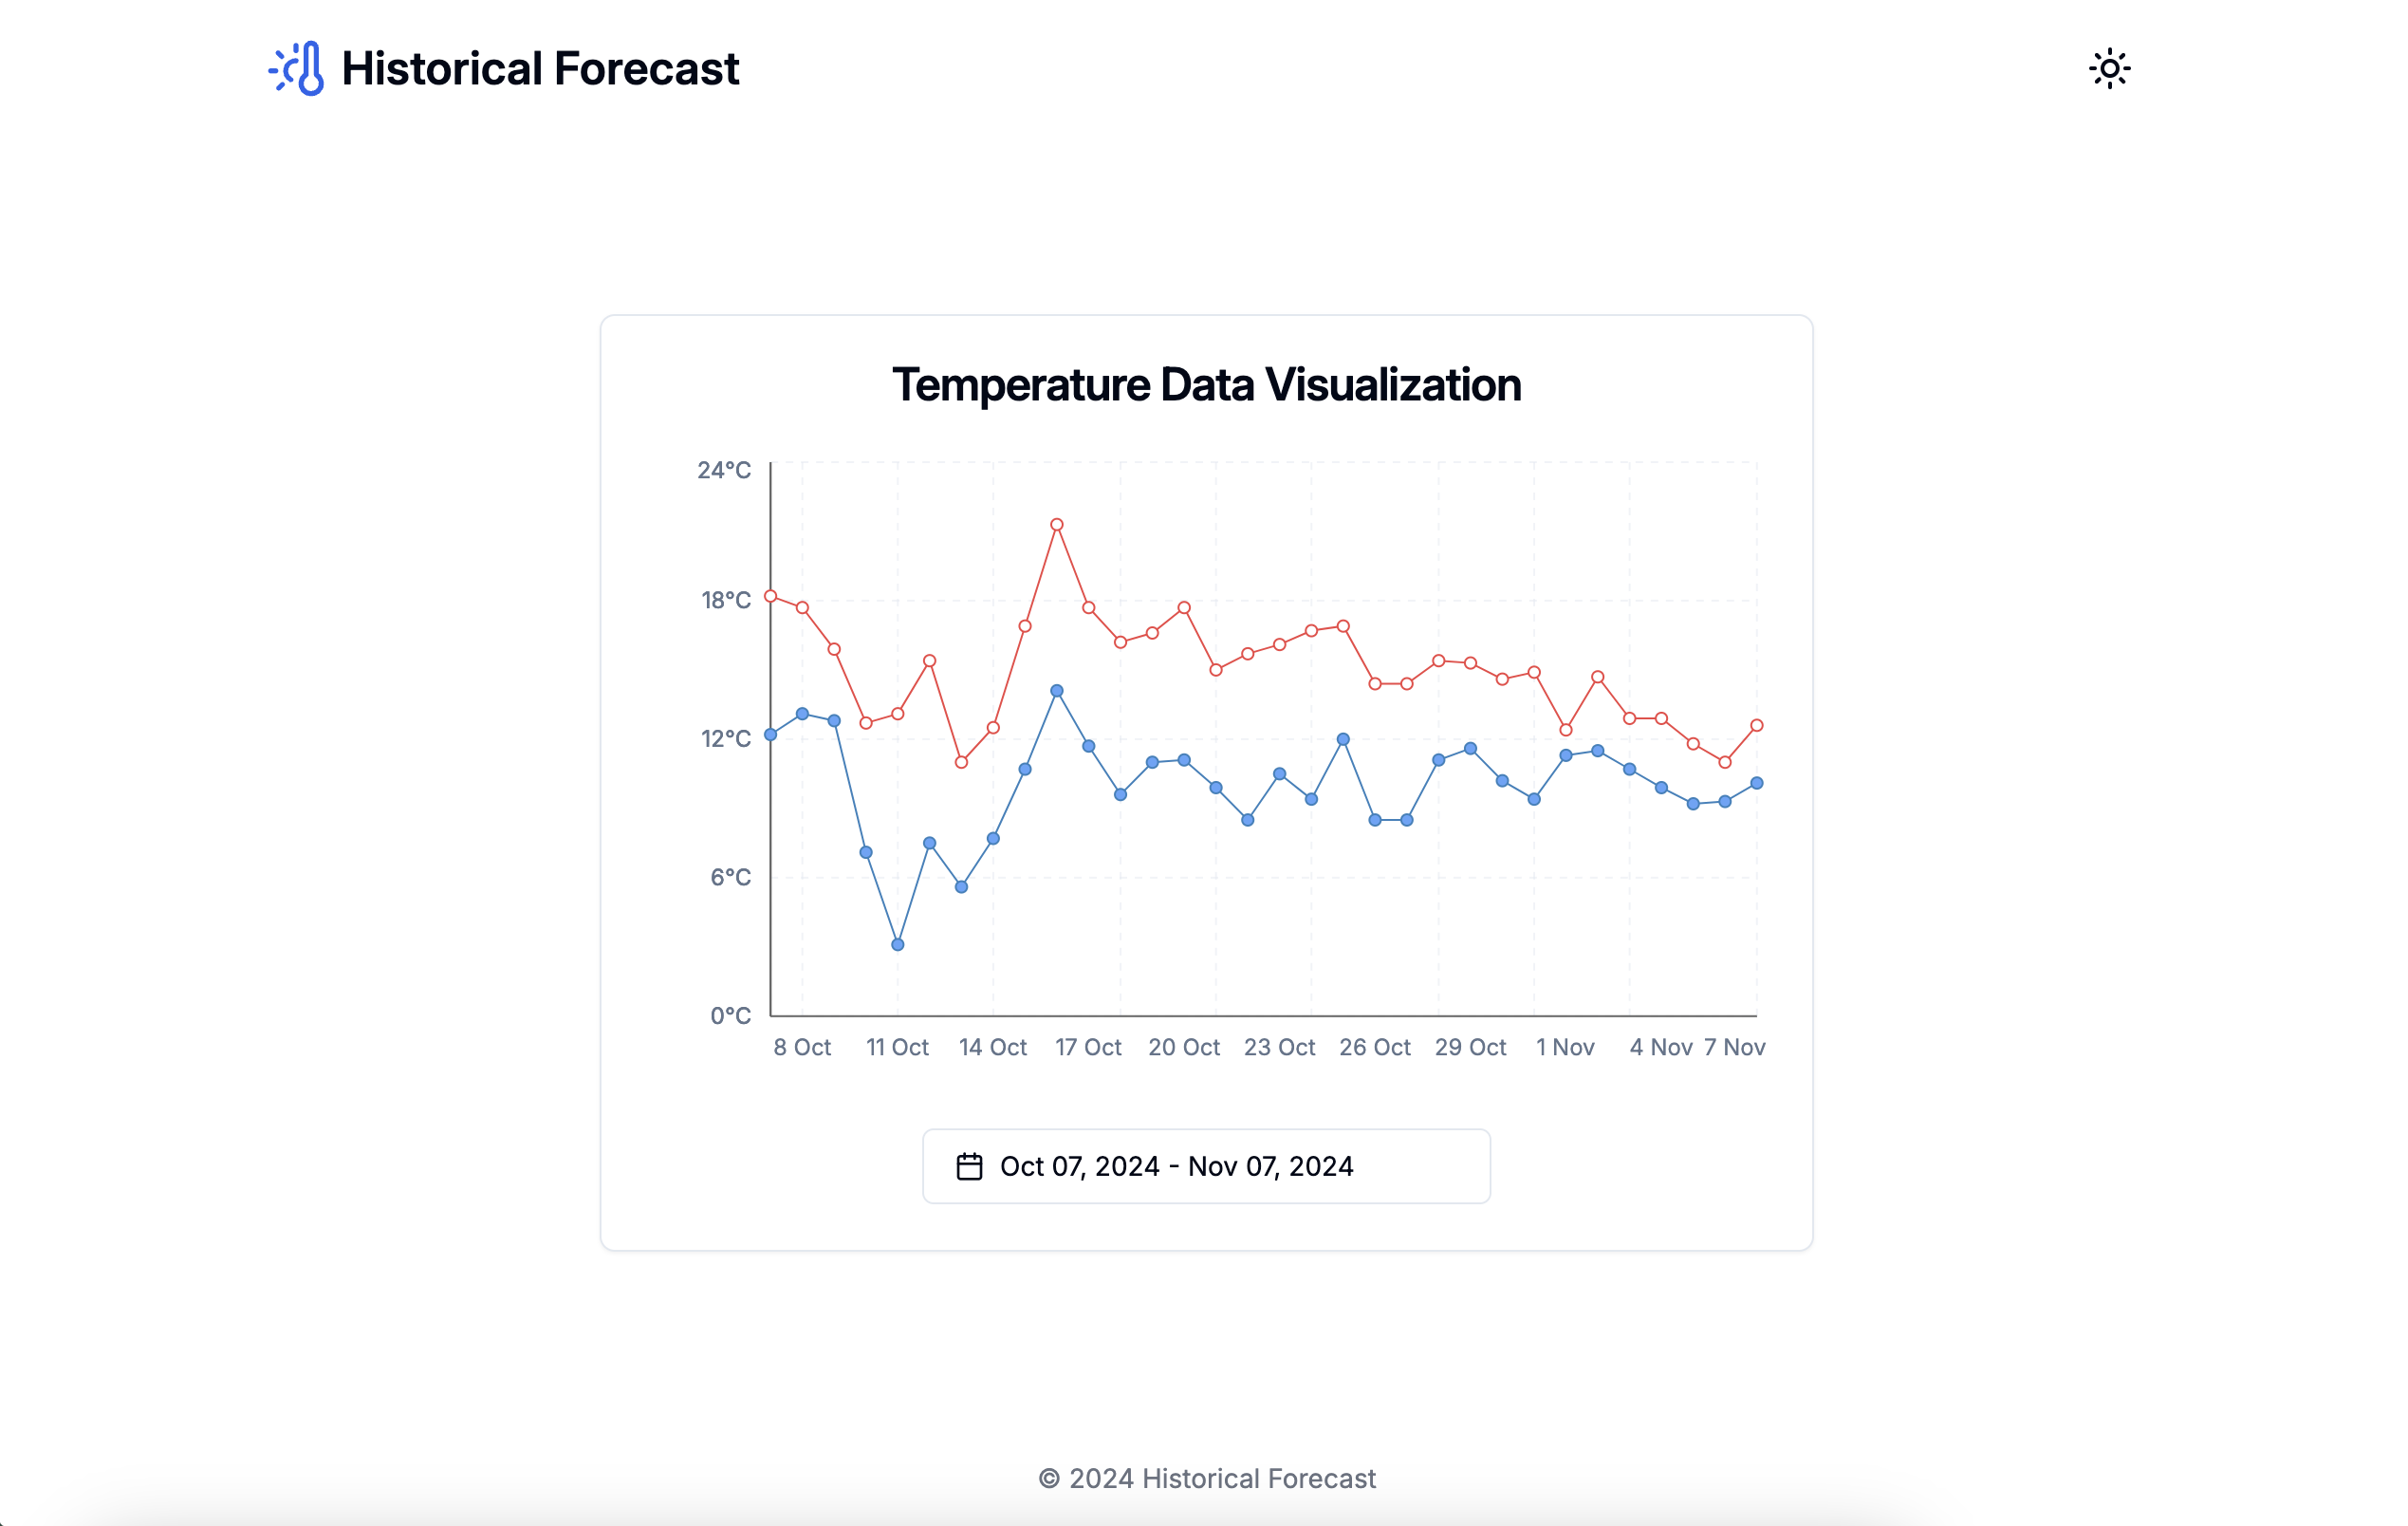 Historical Forecast
Temperature Data Visualization
24°C
18°C
12°C
6°C
0°C
8 Oct 11 Oct 14 Oct 17 Oct 20 Oct 23 Oct 26 Oct 29 Oct 1 Nov 4 Nov 7 Nov
Oct 07, 2024 - Nov 07, 2024
© 2024 Historical Forecast